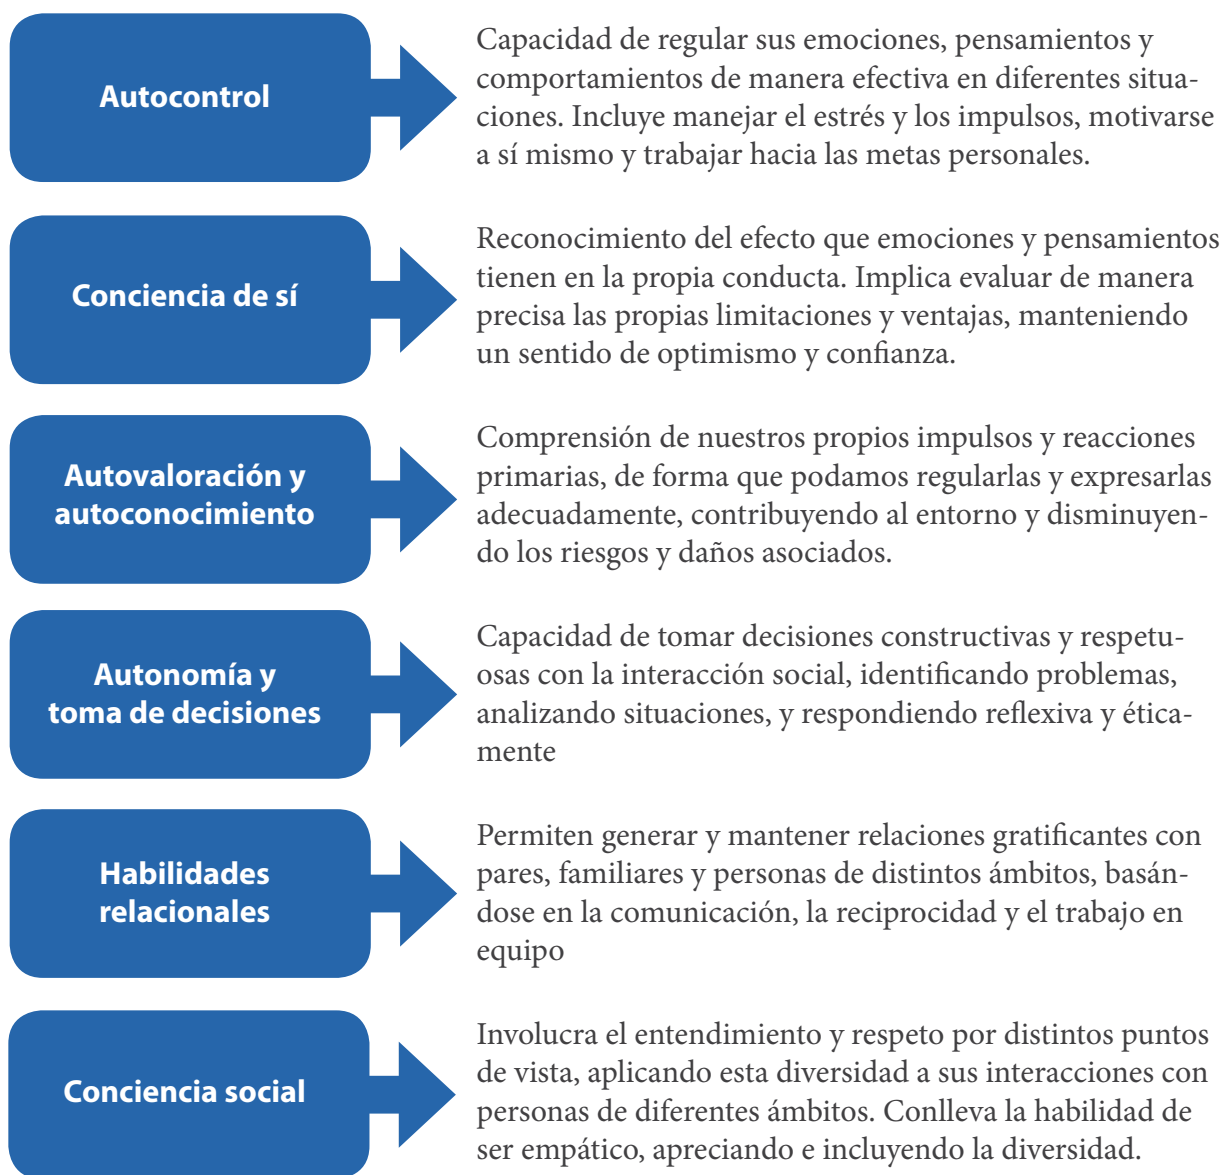 Autocontrol
Capacidad de regular sus emociones, pensamientos y
comportamientos de manera efectiva en diferentes situa-
ciones. Incluye manejar el estrés y los impulsos, motivarse
a sí mismo y trabajar hacia las metas personales.
Conciencia de sí
Reconocimiento del efecto que emociones y pensamientos
tienen en la propia conducta. Implica evaluar de manera
precisa las propias limitaciones y ventajas, manteniendo
un sentido de optimismo y confianza.
Autovaloración y
autoconocimiento
Comprensión de nuestros propios impulsos y reacciones
primarias, de forma que podamos regularlas y expresarlas
adecuadamente, contribuyendo al entorno y disminuyen-
do los riesgos y daños asociados.
Autonomía y
toma de decisiones
Capacidad de tomar decisiones constructivas y respetu-
osas con la interacción social, identificando problemas,
analizando situaciones, y respondiendo reflexiva y ética-
mente
Habilidades
relacionales
Permiten generar y mantener relaciones gratificantes con
pares, familiares y personas de distintos ámbitos, basán-
dose en la comunicación, la reciprocidad y el trabajo en
equipo
Conciencia social
Involucra el entendimiento y respeto por distintos puntos
de vista, aplicando esta diversidad a sus interacciones con
personas de diferentes ámbitos. Conlleva la habilidad de
ser empático, apreciando e incluyendo la diversidad.